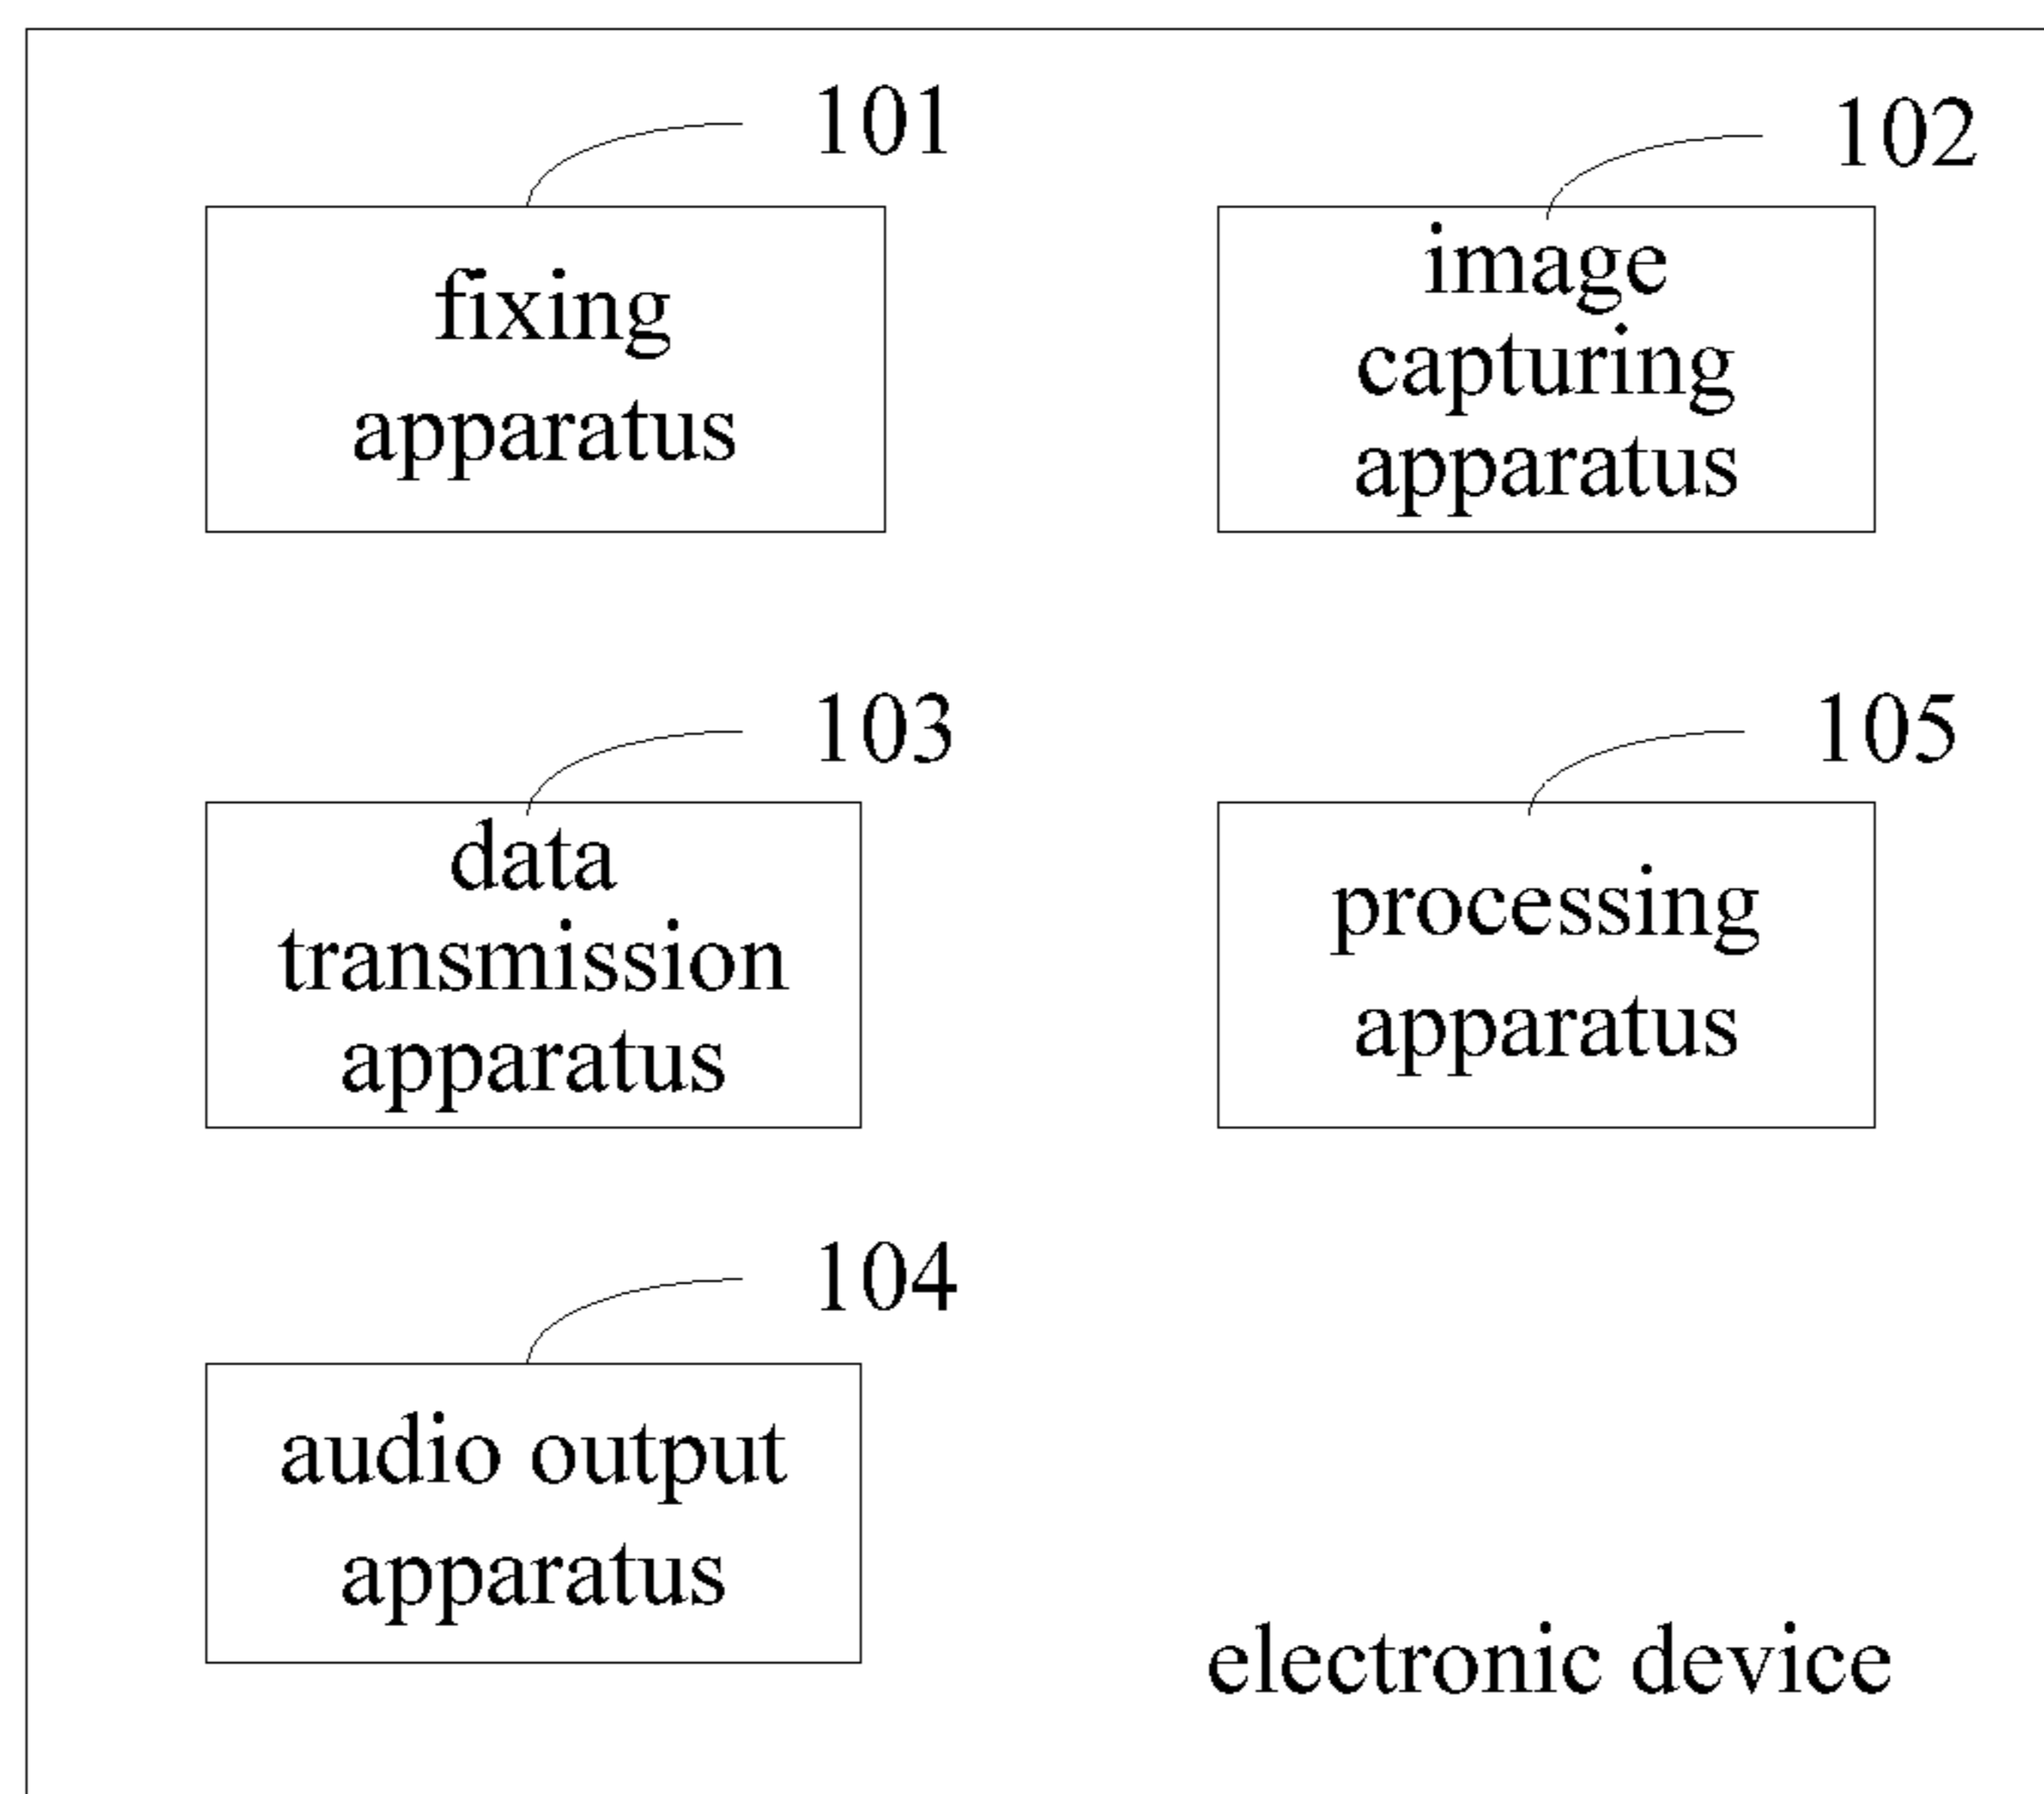 101
fixing
apparatus
102
image
capturing
apparatus
103
data
transmission
apparatus
105
processing
apparatus
104
audio output
apparatus
electronic device